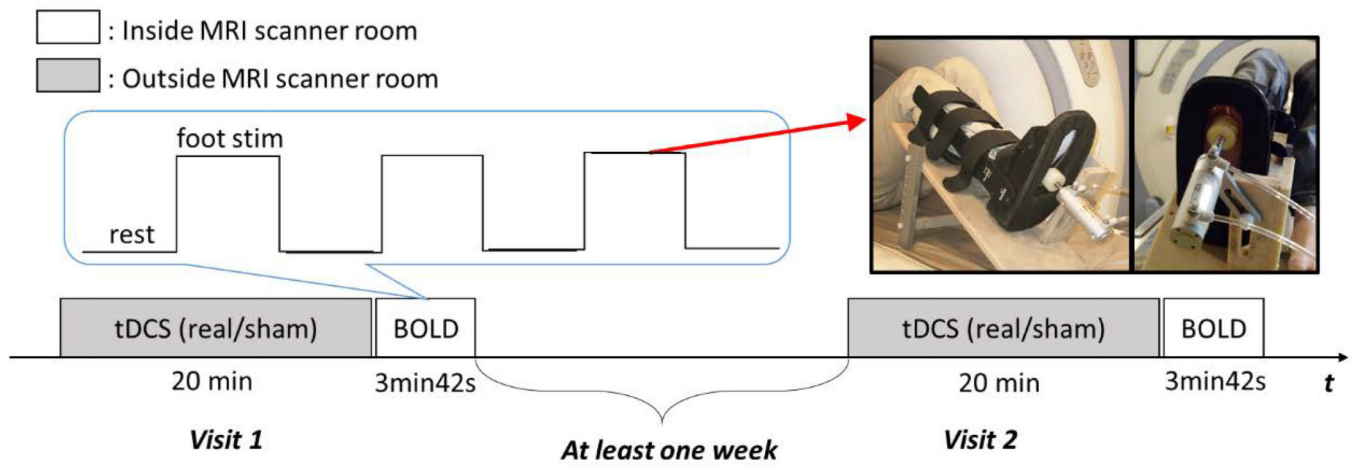 : Inside MRI scanner room
: Outside MRI scanner room
foot stim
rest
tDCS (real/sham)
BOLD
tDCS (real/sham)
BOLD
20 min
3min42s
20 min
3min42s
t
Visit 1
At least one week
Visit 2